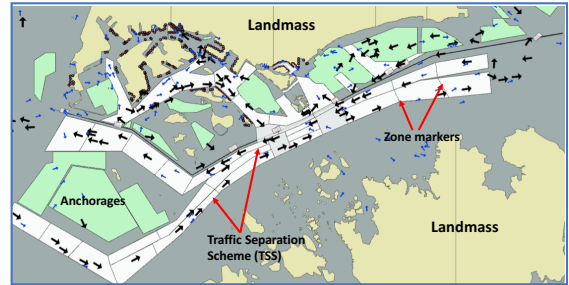 Landmass
Zone markers
Anchorages
Landmass
Traffic Separation
Scheme (TSS)